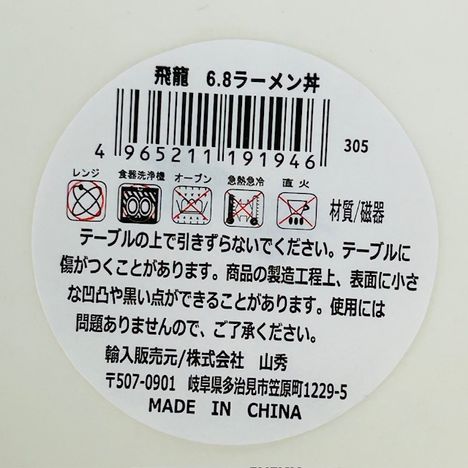 飛龍 6.8ラーメン丼
4 965211 191946
305
レンジ 食器洗浄機 オーブン 急熱急冷 直火
材質/磁器
テーブルの上で引きずらないでください。テーブルに
傷がつくことがあります。商品の製造工程上、表面に小さ
な凹凸や黒い点ができることがあります。使用には
問題ありませんので、ご了承ください。
輸入販売元/株式会社 山秀
〒507-0901 岐阜県多治見市笠原町1229-5
MADE IN CHINA